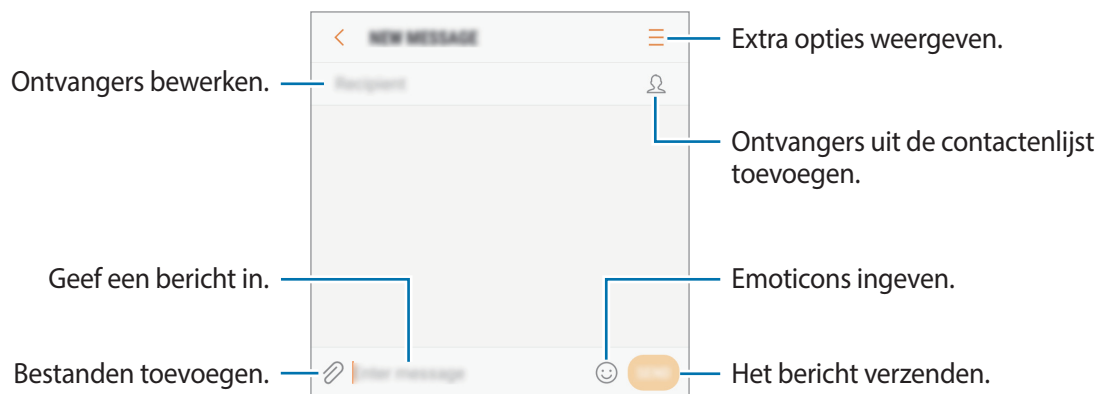 NEW MESSAGE
Extra opties weergeven.
Ontvangers bewerken.
Recipient
Ontvangers uit de contactenlijst
toevoegen.
Geef een bericht in.
Emoticons ingeven.
Bestanden toevoegen.
Enter message
SEND
Het bericht verzenden.